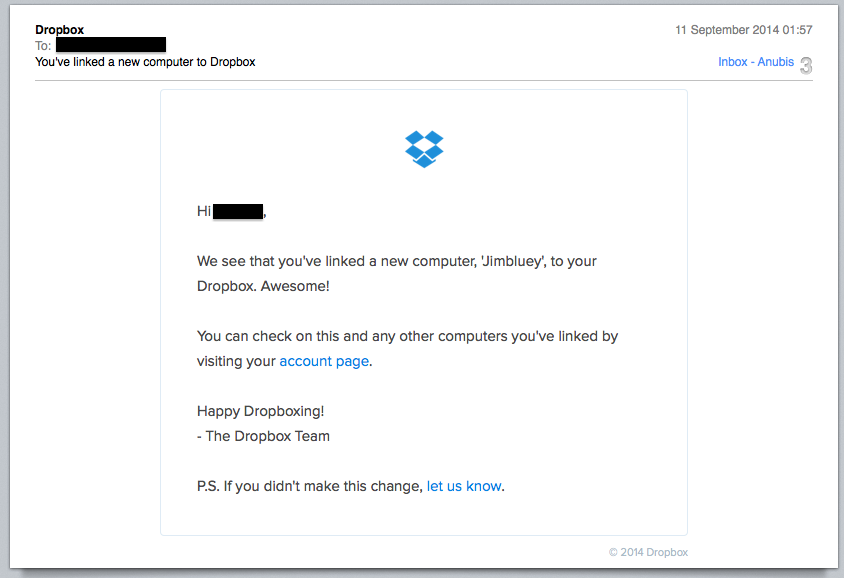 Dropbox 11 September 2014 01:57
To:
You've linked a new computer to Dropbox Inbox - Anubis 3
Hi ,
We see that you've linked a new computer, 'Jimbluey', to your
Dropbox. Awesome!
You can check on this and any other computers you've linked by
visiting your account page.
Happy Dropboxing!
- The Dropbox Team
P.S. If you didn't make this change, let us know.
© 2014 Dropbox